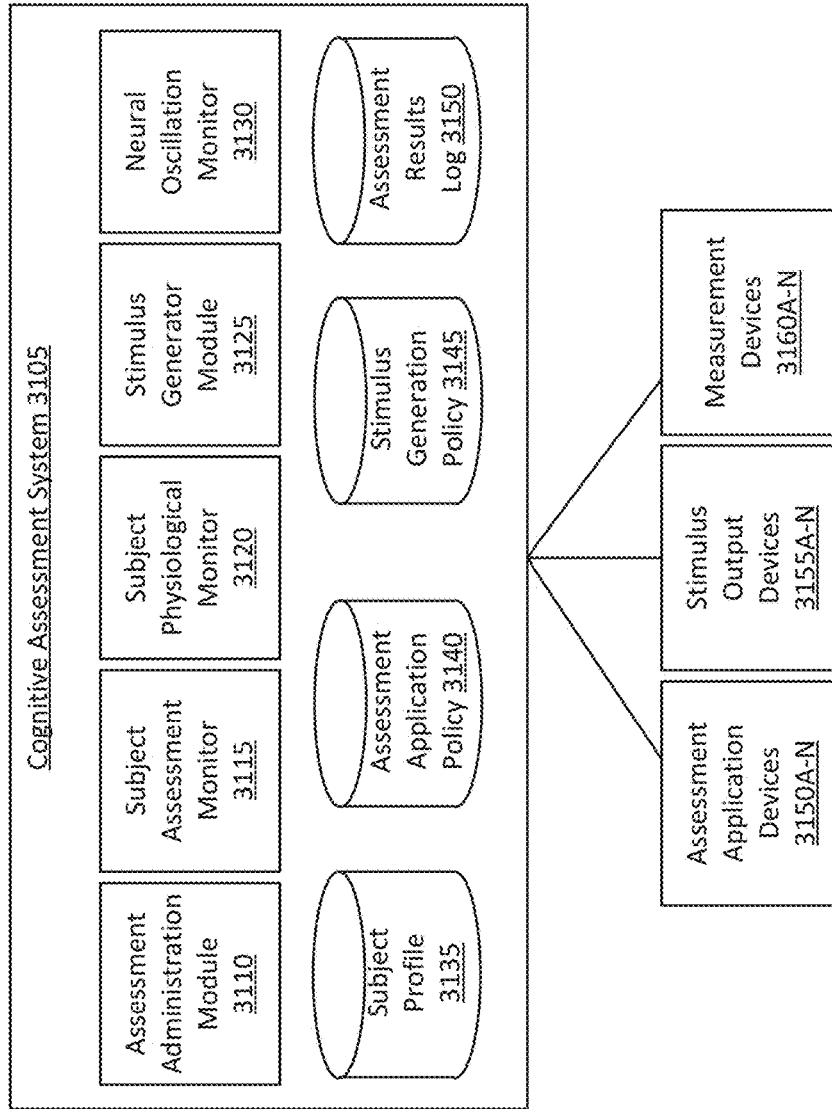 Cognitive Assessment System 3105
Assessment
Administration
Module
3110
Subject
Assessment
Monitor
3115
Subject
Physiological
Monitor
3120
Stimulus
Generator
Module
3125
Neural
Oscillation
Monitor
3130
Subject
Profile
3135
Assessment
Application
Policy 3140
Stimulus
Generation
Policy 3145
Assessment
Results
Log 3150
Assessment
Application
Devices
3150A-N
Stimulus
Output
Devices
3155A-N
Measurement
Devices
3160A-N